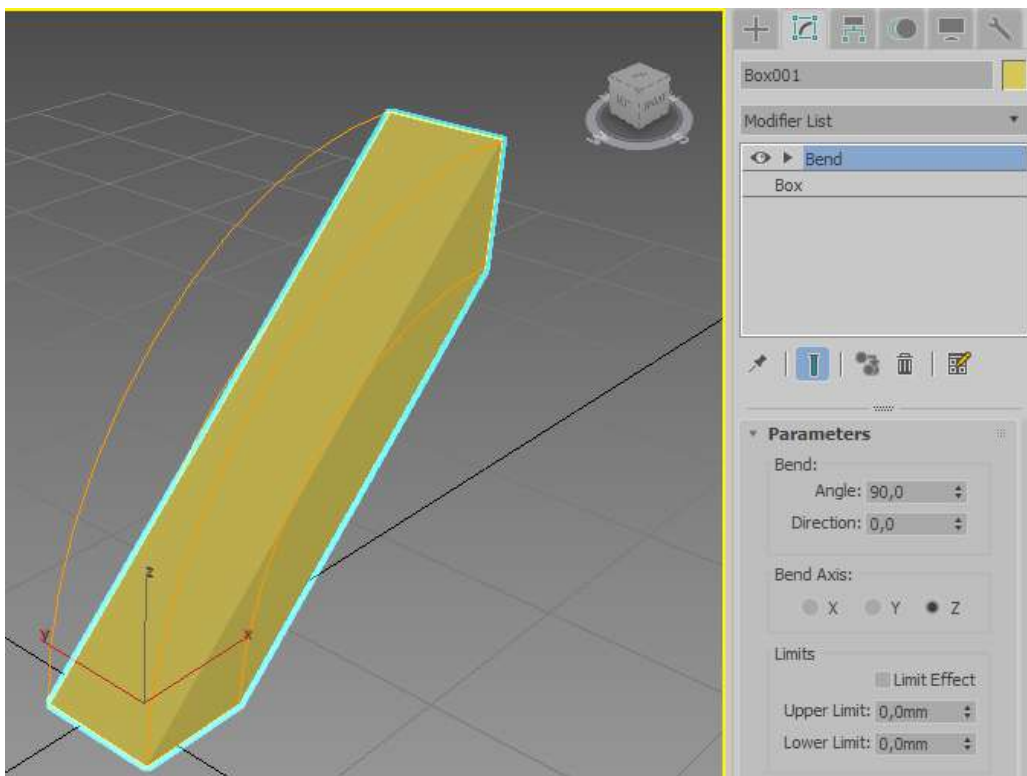 Box001
Modifier List
Bend
Box
Parameters
Bend:
Angle: 90,0
Direction: 0,0
Bend Axis:
X Y Z
Limits
Limit Effect
Upper Limit: 0,0mm
Lower Limit: 0,0mm
z
y
x